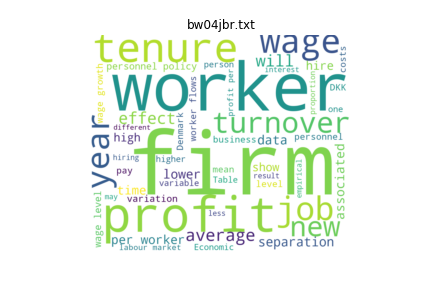 bw04jbr.txt
tenure
wage
personnel policy
person
will
hire
costs
interest
wage growth
worker
worker flows
profit per
proportion
DKK
one
effect
Denmark
turnover
different
year
high
business
data
personnel
firm
hiring
higher
pay
lower
mean
show
result
empirical
associated
time
variable
Table
level
may
variation
profit
less
job
new
wage level
per worker
average
separation
labour market
Economic